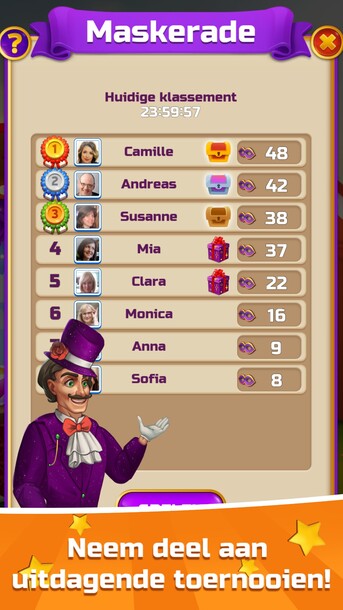 Maskerade
?
Huidige klassement
23:59:57
1 Camille 48
2 Andreas 42
3 Susanne 38
4 Mia 37
5 Clara 22
6 Monica 16
Anna 9
Sofia 8
Neem deel aan
uitdagende toernooien!